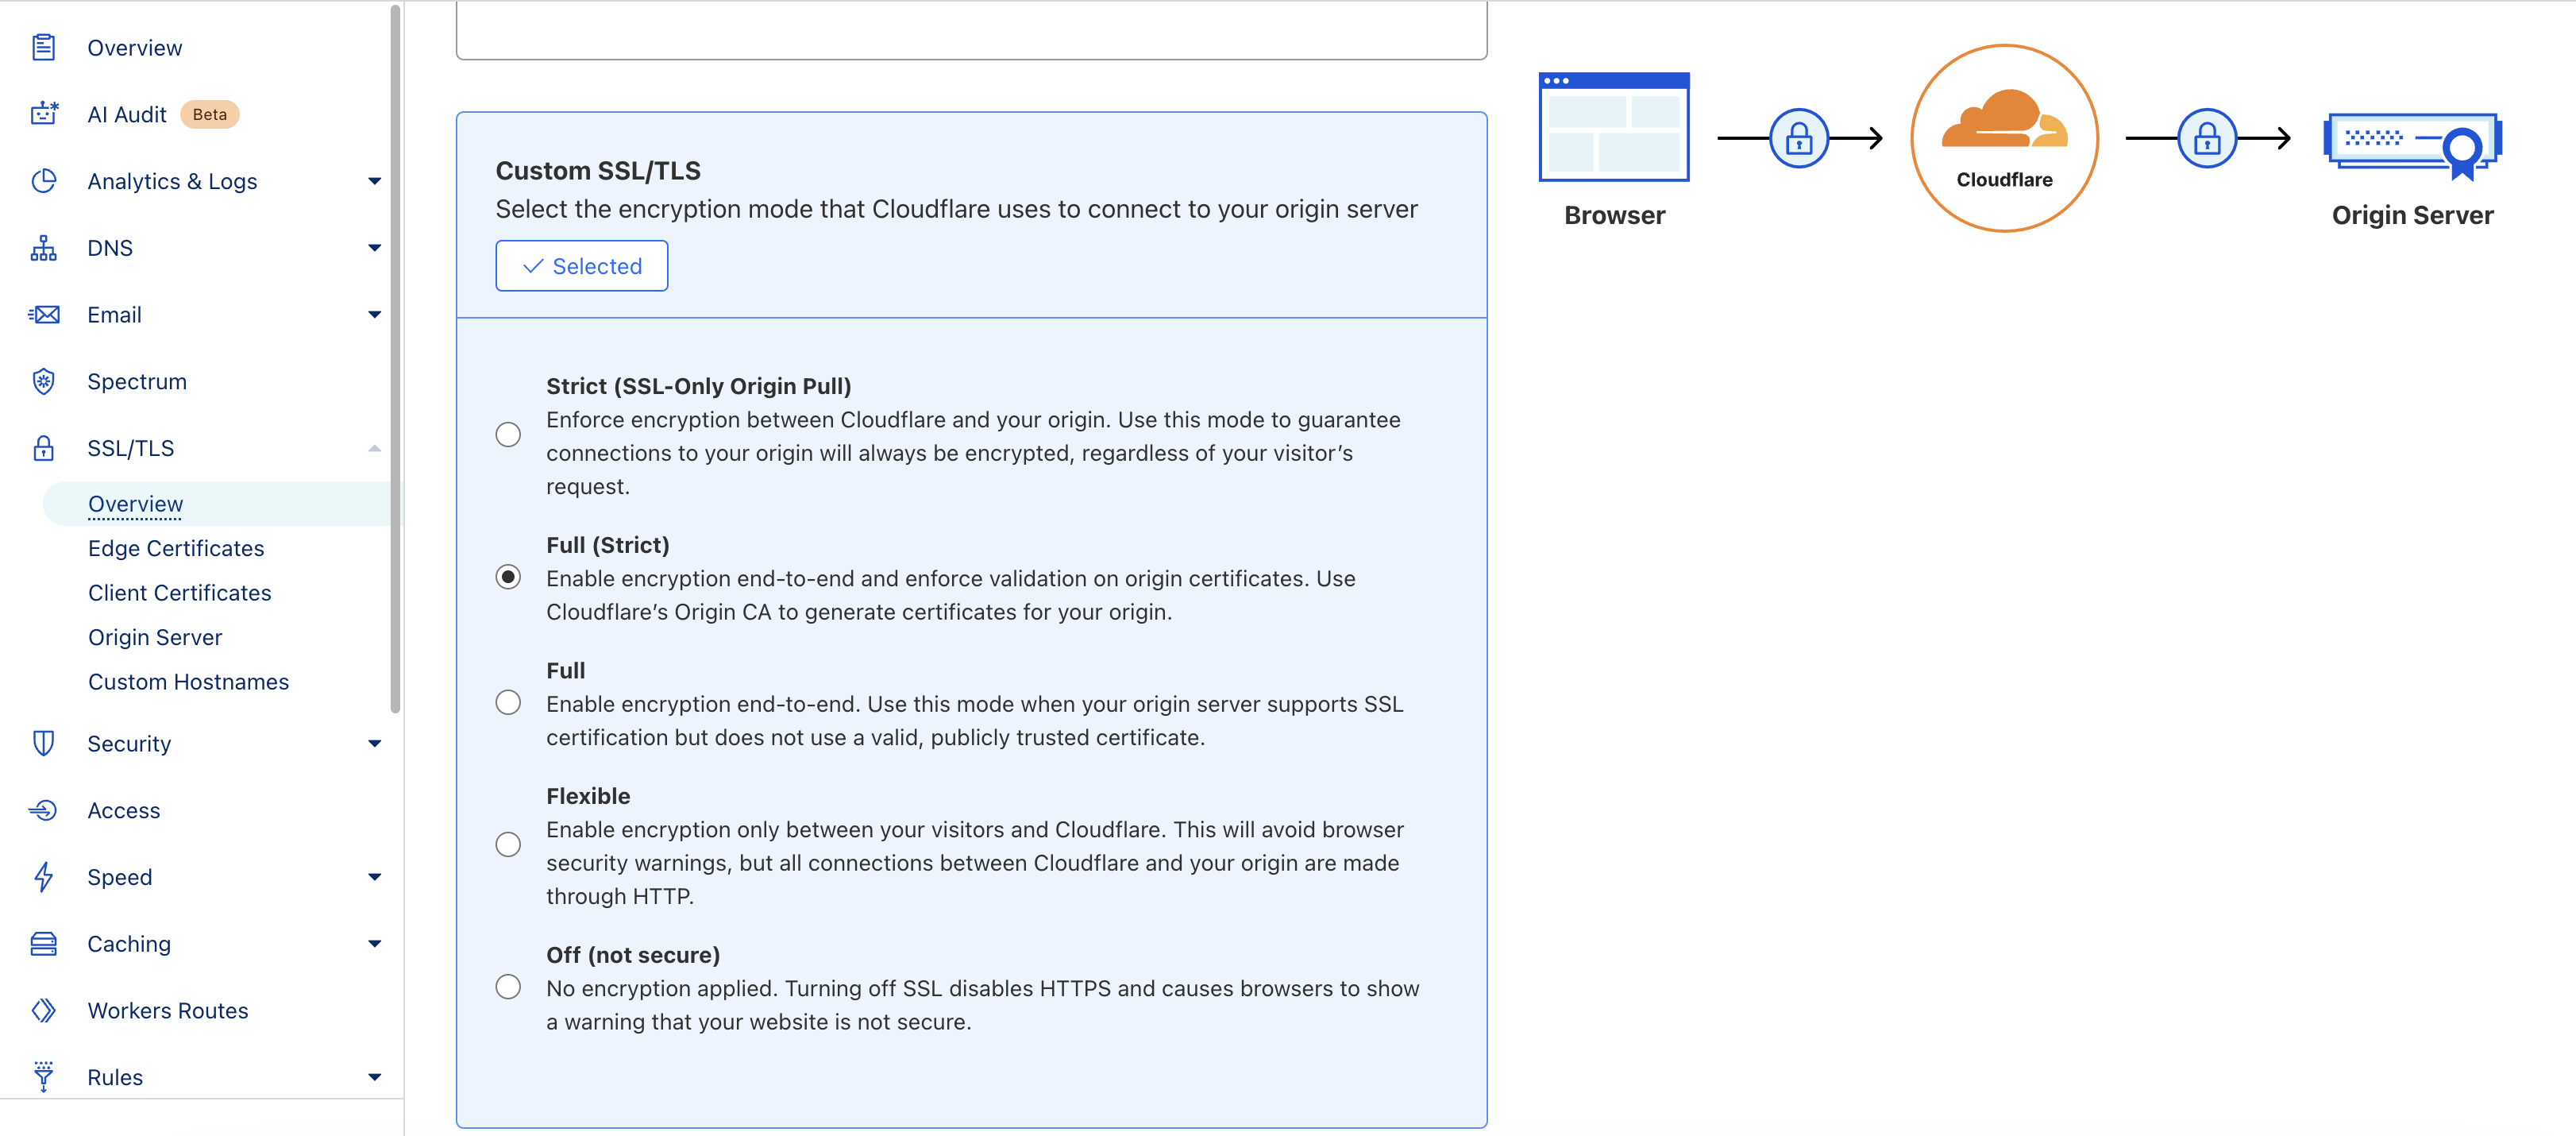 Overview
AI Audit Beta
Analytics & Logs
DNS
Email
Spectrum
SSL/TLS
Overview
Edge Certificates
Client Certificates
Origin Server
Custom Hostnames
Security
Access
Speed
Caching
Workers Routes
Rules
Custom SSL/TLS
Select the encryption mode that Cloudflare uses to connect to your origin server
Selected
Strict (SSL-Only Origin Pull)
Enforce encryption between Cloudflare and your origin. Use this mode to guarantee
connections to your origin will always be encrypted, regardless of your visitor’s
request.
Full (Strict)
Enable encryption end-to-end and enforce validation on origin certificates. Use
Cloudflare’s Origin CA to generate certificates for your origin.
Full
Enable encryption end-to-end. Use this mode when your origin server supports SSL
certification but does not use a valid, publicly trusted certificate.
Flexible
Enable encryption only between your visitors and Cloudflare. This will avoid browser
security warnings, but all connections between Cloudflare and your origin are made
through HTTP.
Off (not secure)
No encryption applied. Turning off SSL disables HTTPS and causes browsers to show
a warning that your website is not secure.
Browser
Cloudflare
Origin Server